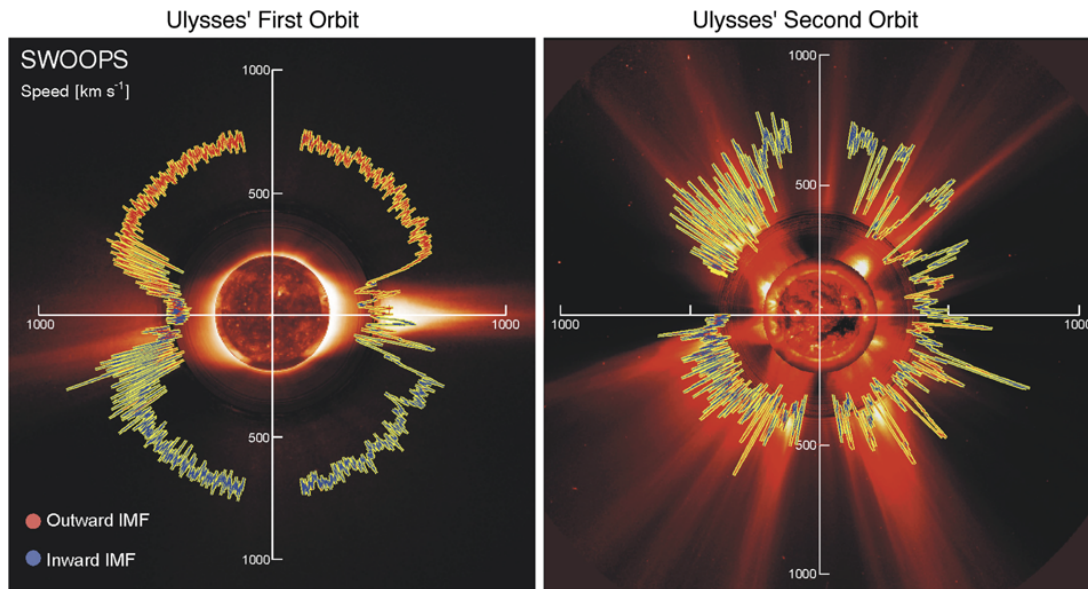 Ulysses' First Orbit
Ulysses' Second Orbit
SWOOPS
Speed [km s⁻¹]
1000
500
1000
1000
500
1000
Outward IMF
Inward IMF
1000
500
1000
1000
500
1000